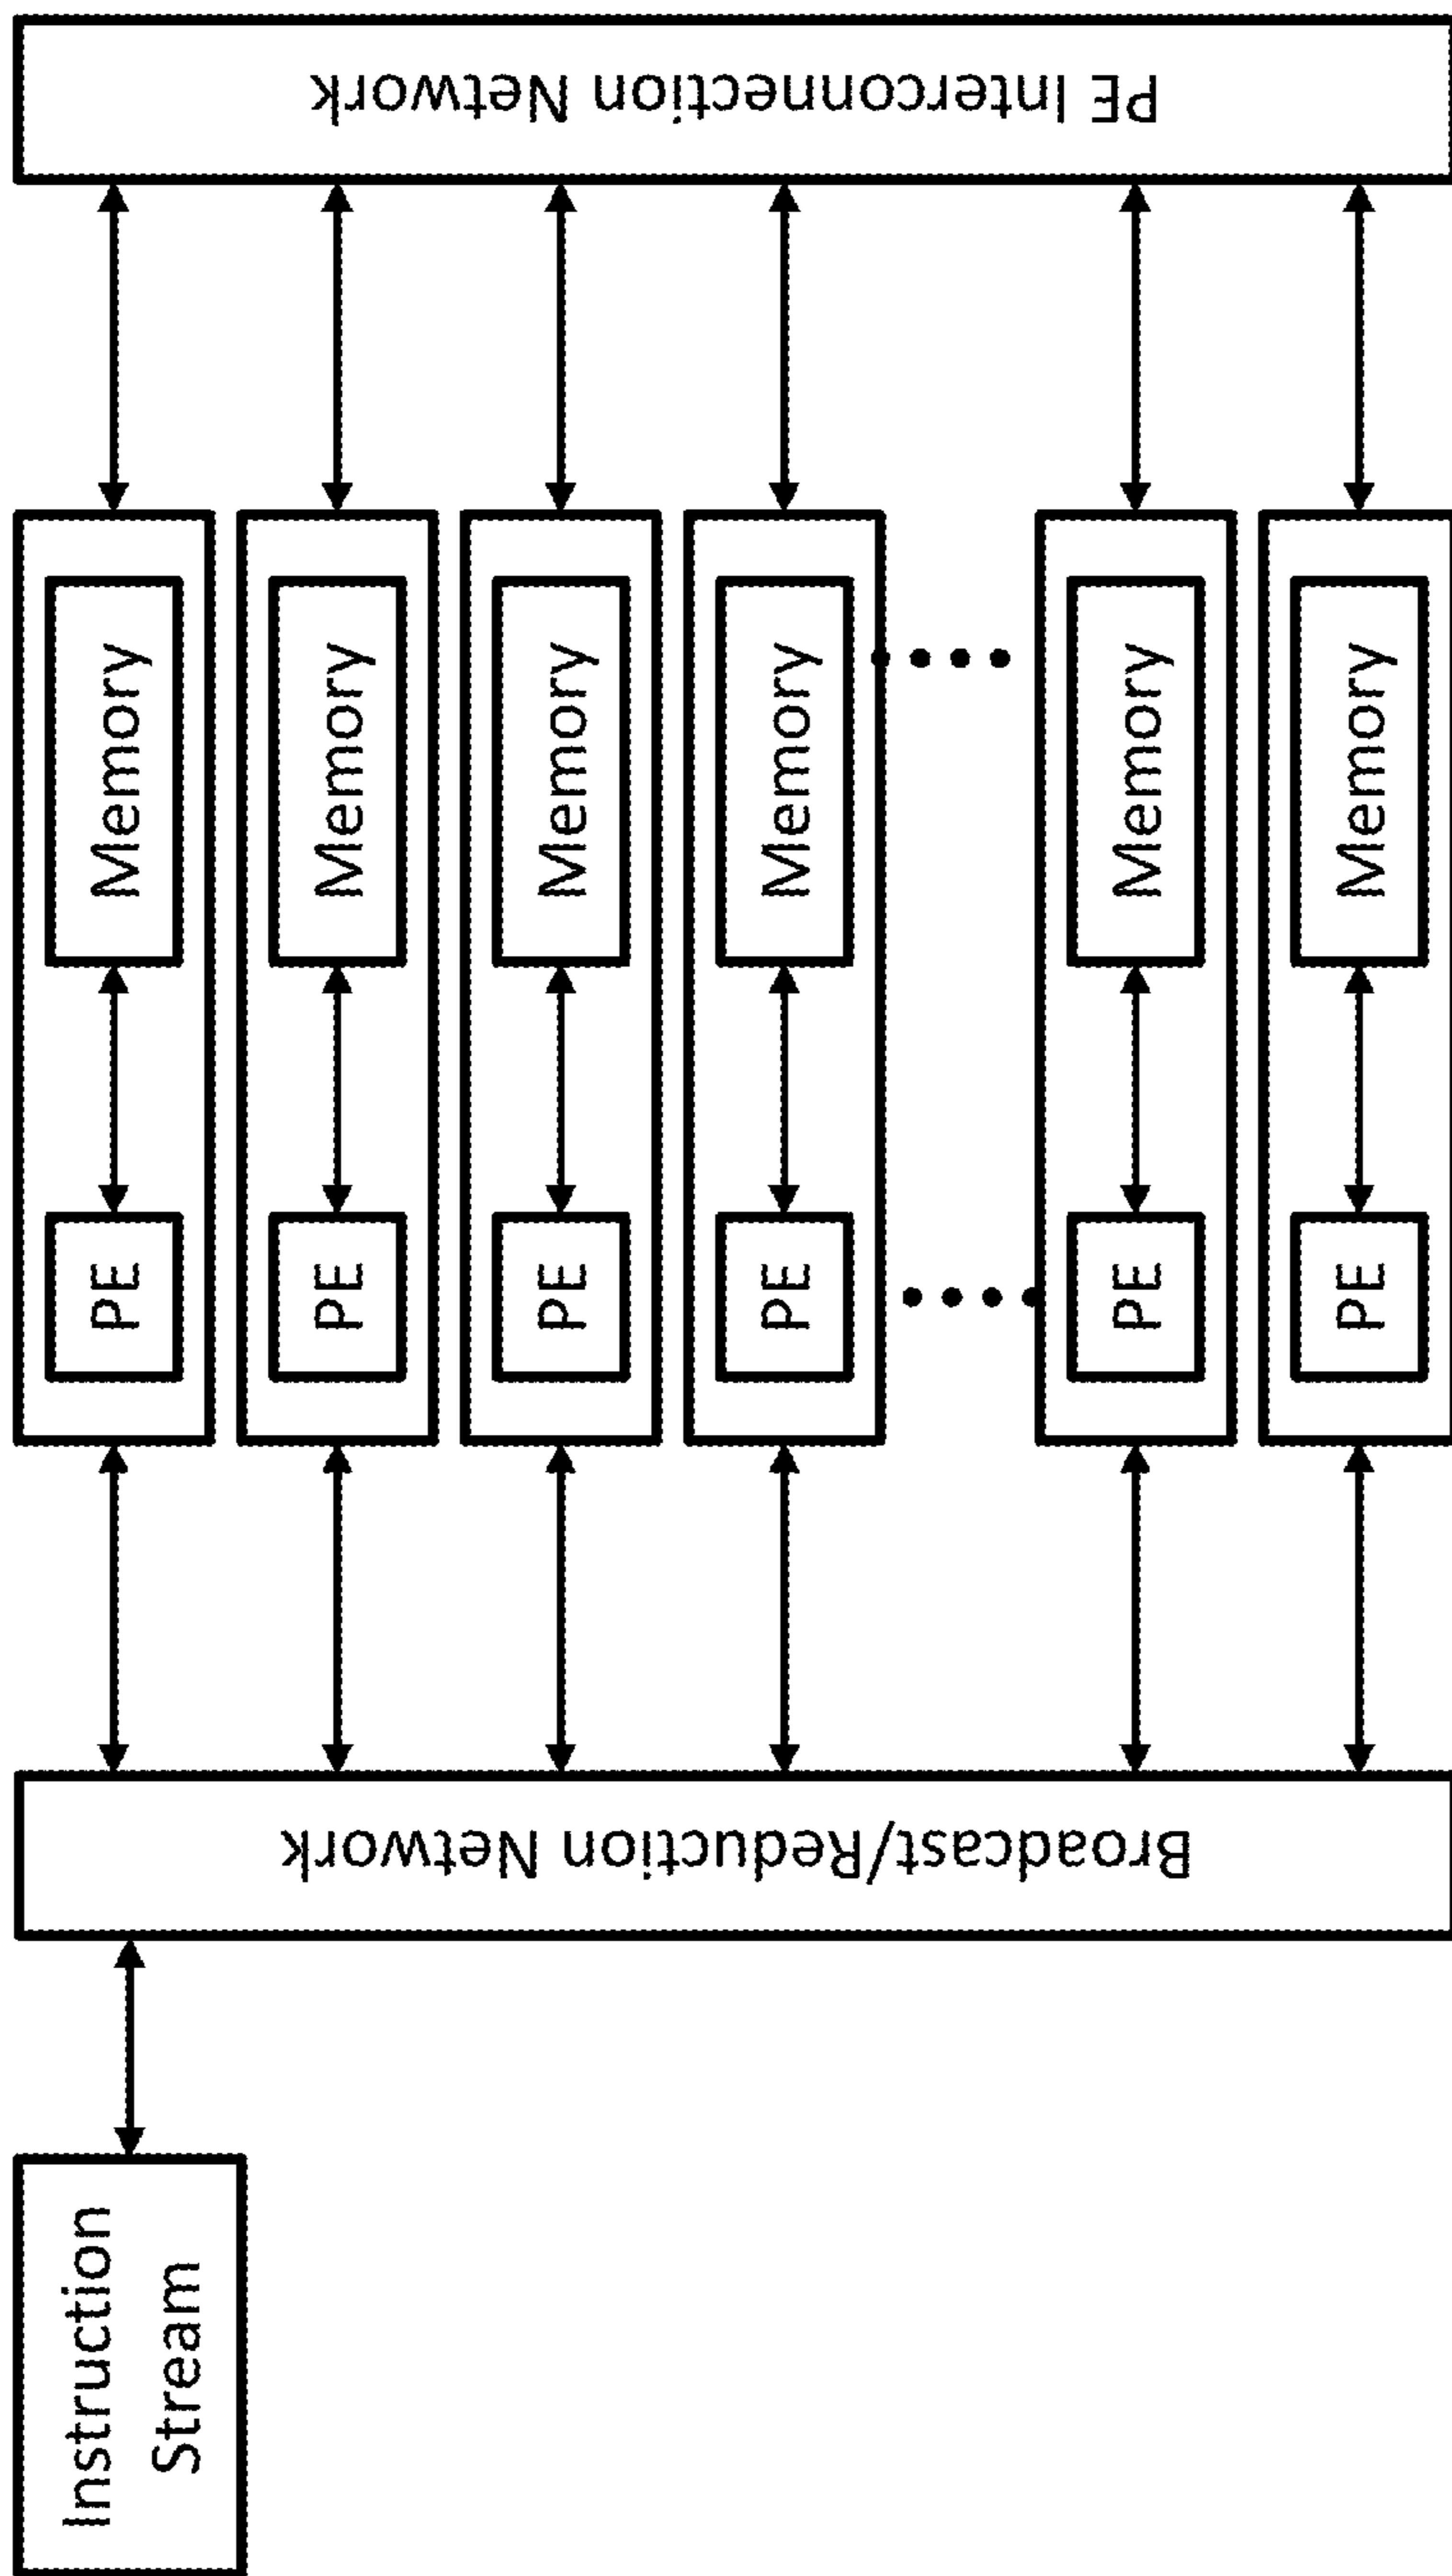 Instruction
Stream
Broadcast/Reduction Network
PE
Memory
PE
Memory
PE
Memory
PE
Memory
PE
Memory
PE
Memory
PE Interconnection Network